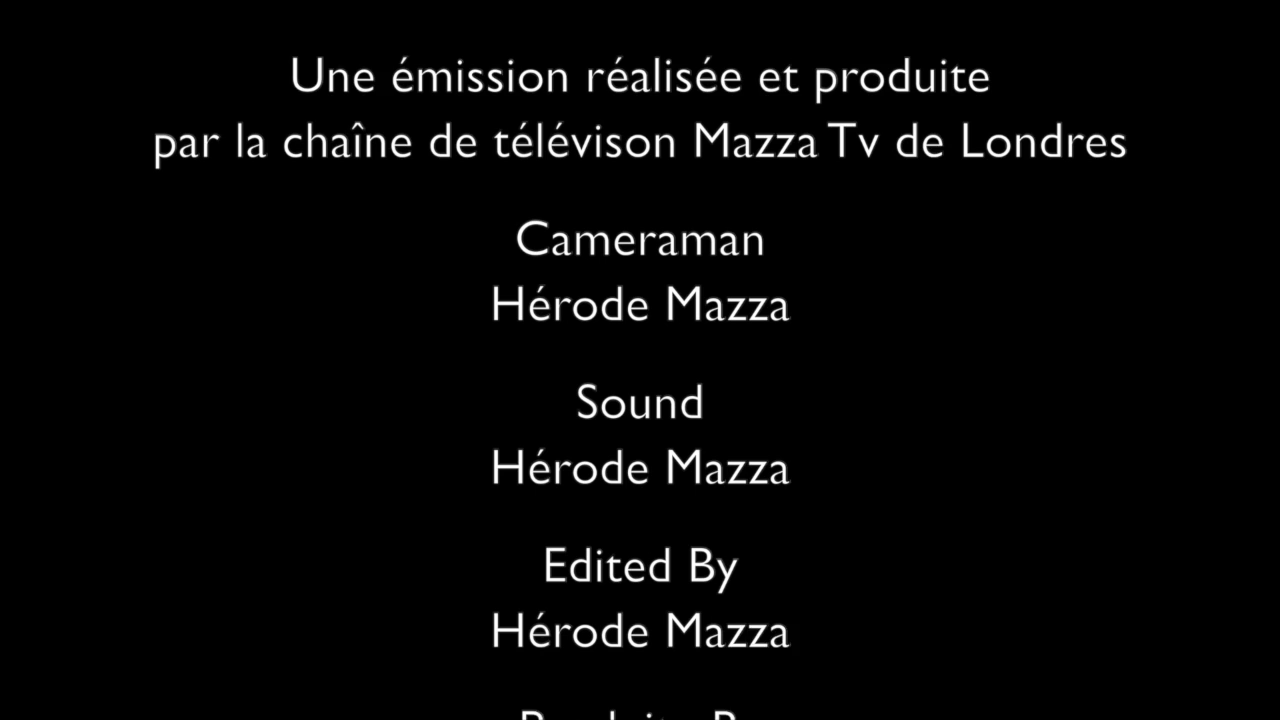 Une émission réalisée et produite
par la chaîne de télévison Mazza Tv de Londres
Cameraman
Hérode Mazza
Sound
Hérode Mazza
Edited By
Hérode Mazza